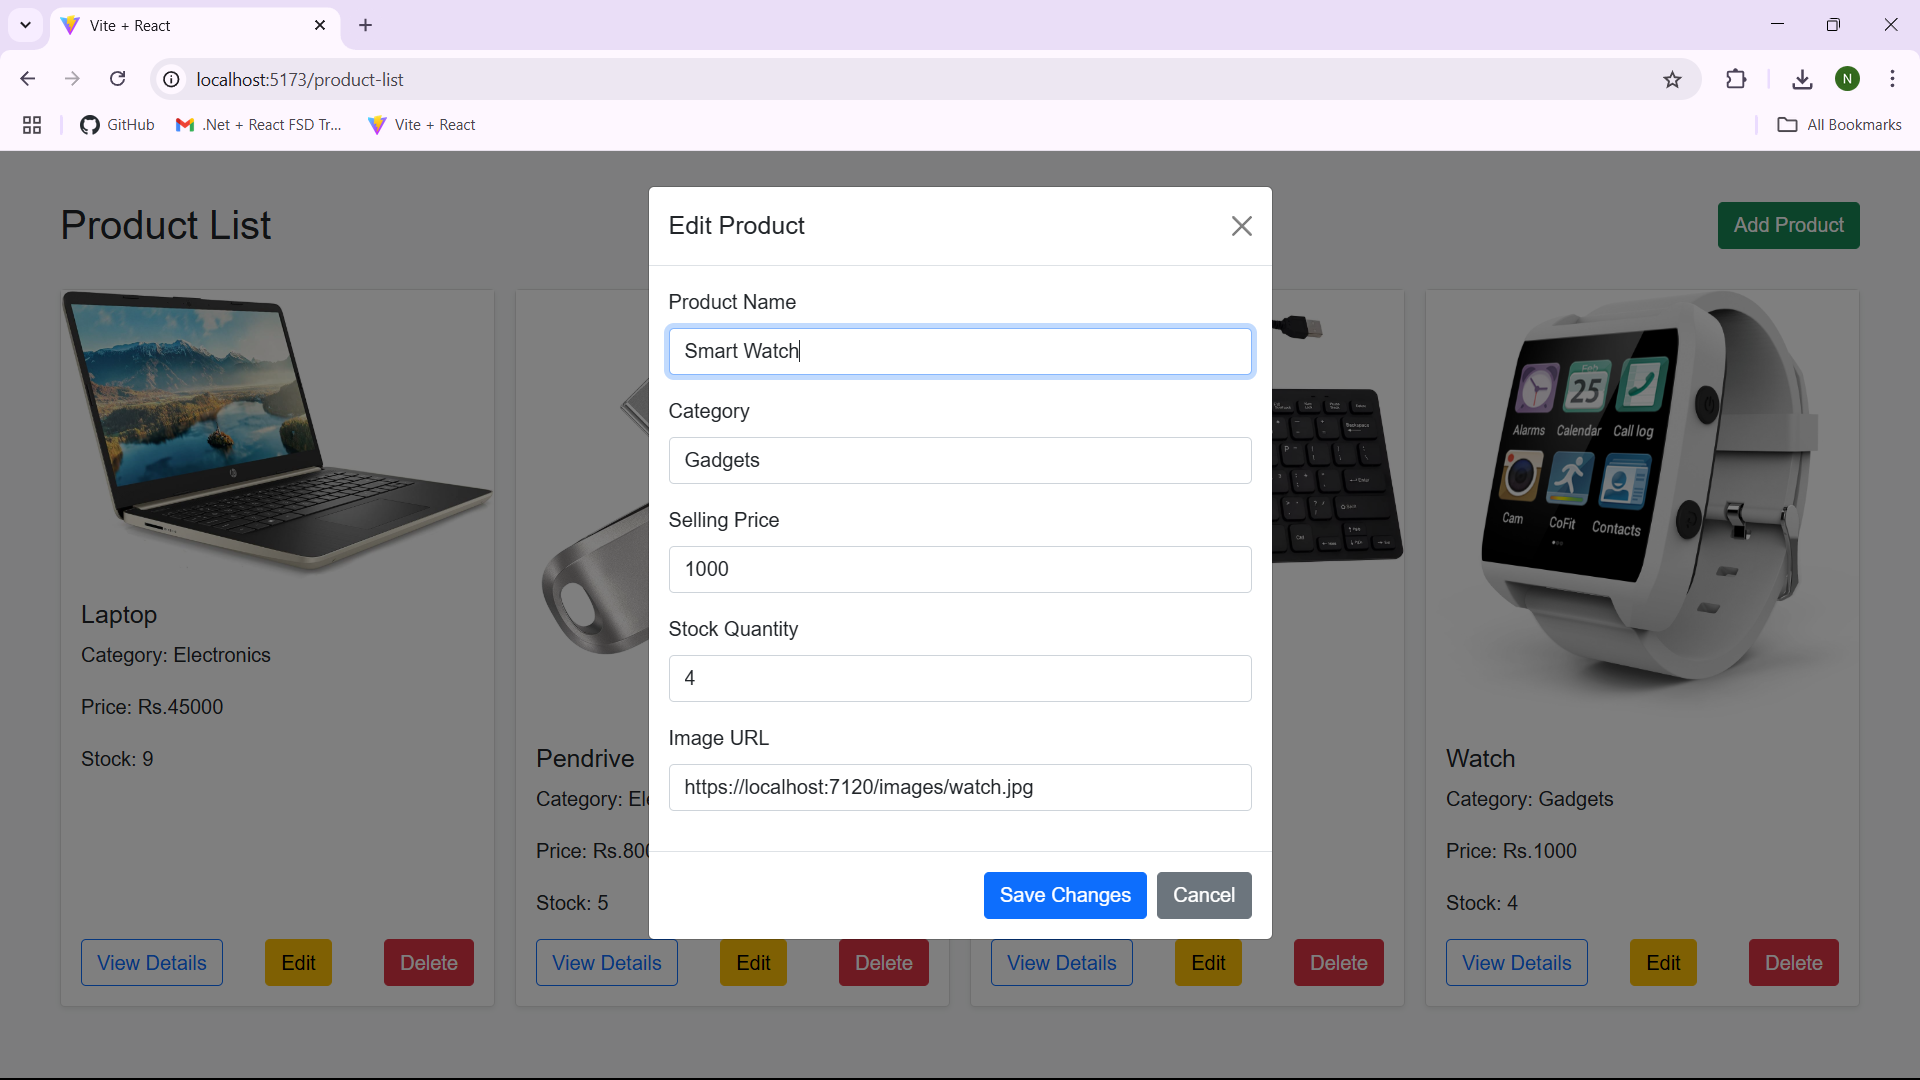 Vite + React
localhost:5173/product-list
N
GitHub
.Net + React FSD Tr...
Vite + React
All Bookmarks
Product List
Add Product
Edit Product
Product Name
Smart Watch
Category
Gadgets
Selling Price
1000
Stock Quantity
4
Image URL
https://localhost:7120/images/watch.jpg
Save Changes
Cancel
Laptop
Category: Electronics
Price: Rs.45000
Stock: 9
View Details
Edit
Delete
Pendrive
Category: El
Price: Rs.800
Stock: 5
View Details
Edit
Delete
View Details
Edit
Delete
Alarms
Feb
25
Calendar
Call log
Cam
CoFit
Contacts
Watch
Category: Gadgets
Price: Rs.1000
Stock: 4
View Details
Edit
Delete